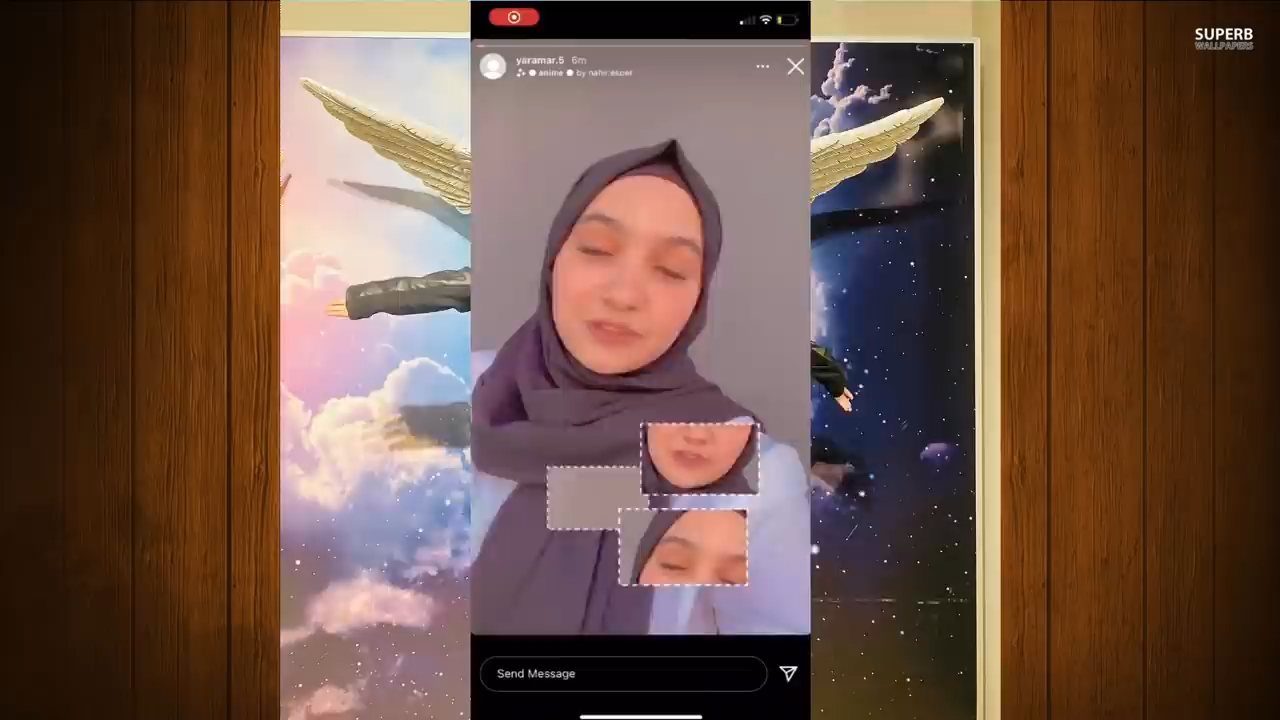 SUPERB
WALLPAPERS
yaramar.5 6m
anime
Send Message